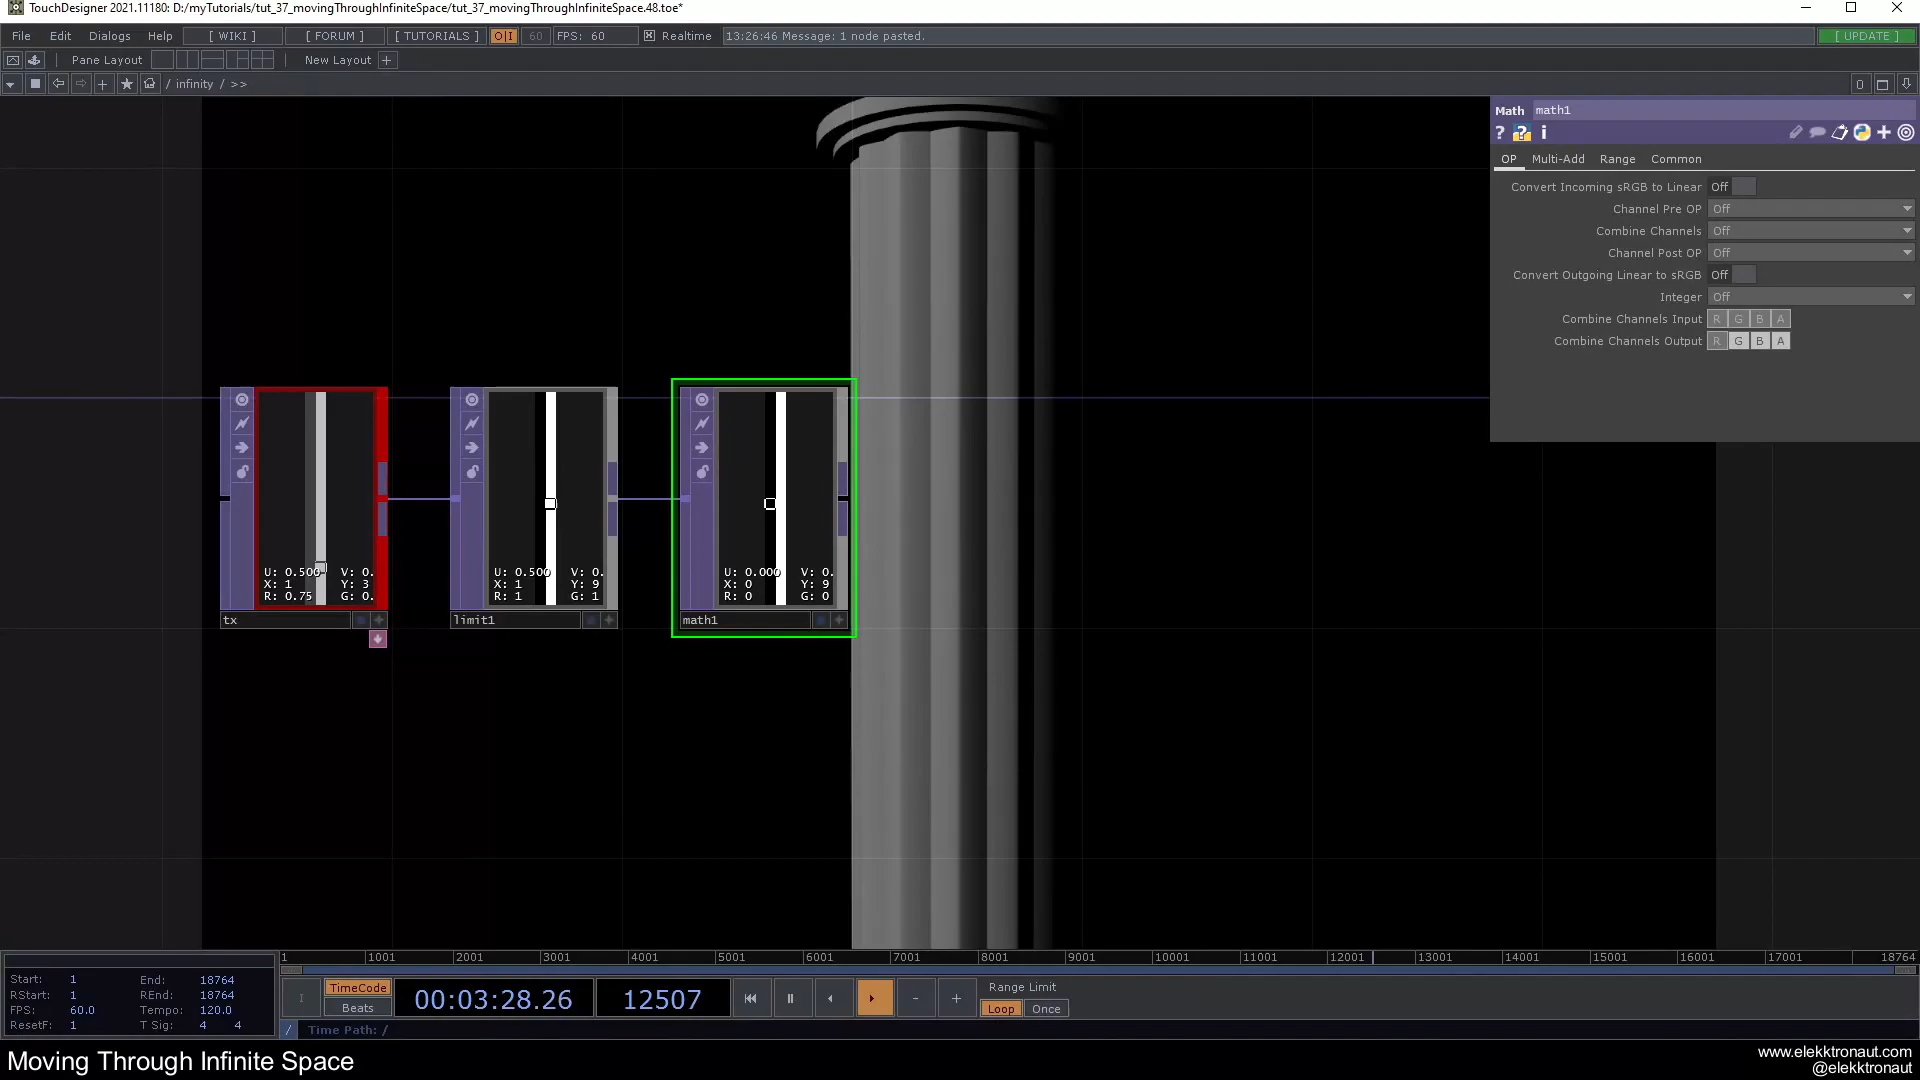 TouchDesigner 2021.11180: D:/myTutorials/tut_37_movingThroughInfiniteSpace/tut_37_movingThroughInfiniteSpace.48.toe*
File Edit Dialogs Help [ WIKI ] [ FORUM ] [ TUTORIALS ] O|I 60 FPS: 60 Realtime 13:26:46 Message: 1 node pasted. [ UPDATE ]
Pane Layout New Layout +
/ infinity / >> 0
Math math1
? ? i
OP Multi-Add Range Common
Convert Incoming sRGB to Linear Off
Channel Pre OP Off
Combine Channels Off
Channel Post OP Off
Convert Outgoing Linear to sRGB Off
Integer Off
Combine Channels Input R G B A
Combine Channels Output R G B A
U: 0.500 V: 0.
X: 1 Y: 3
R: 0.75 G: 0.
tx
U: 0.500 V: 0.
X: 1 Y: 9
R: 1 G: 1
limit1
U: 0.000 V: 0.
X: 0 Y: 9
R: 0 G: 0
math1
1 1001 2001 3001 4001 5001 6001 7001 8001 9001 10001 11001 12001 13001 14001 15001 16001 17001 18764
Start: 1 End: 18764
RStart: 1 REnd: 18764
FPS: 60.0 Tempo: 120.0
ResetF: 1 T Sig: 4 4
I TimeCode Beats 00:03:28.26 12507 - + Range Limit
Loop Once
/ Time Path: /
Moving Through Infinite Space
www.elekktronaut.com
@elekktronaut